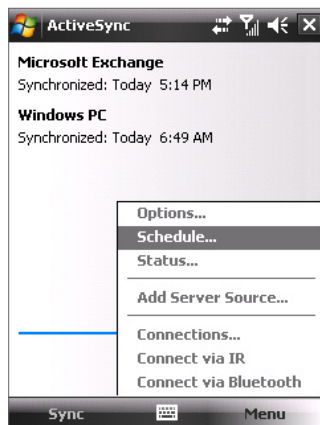 ActiveSync
Microsoft Exchange
Synchronized: Today 5:14 PM
Windows PC
Synchronized: Today 6:49 AM
Options...
Schedule...
Status...
Add Server Source...
Connections...
Connect via IR
Connect via Bluetooth
Sync Menu